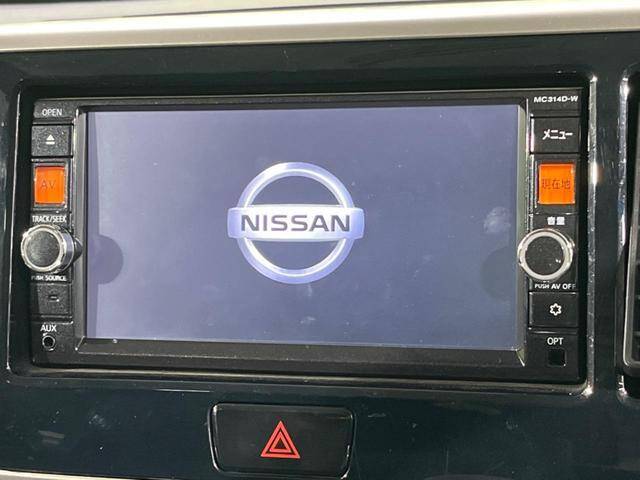 MC314D-W
OPEN
メニュー
AV
現在地
TRACK/SEEK
音量
NISSAN
PUSH SOURCE
PUSH AV OFF
AUX
OPT